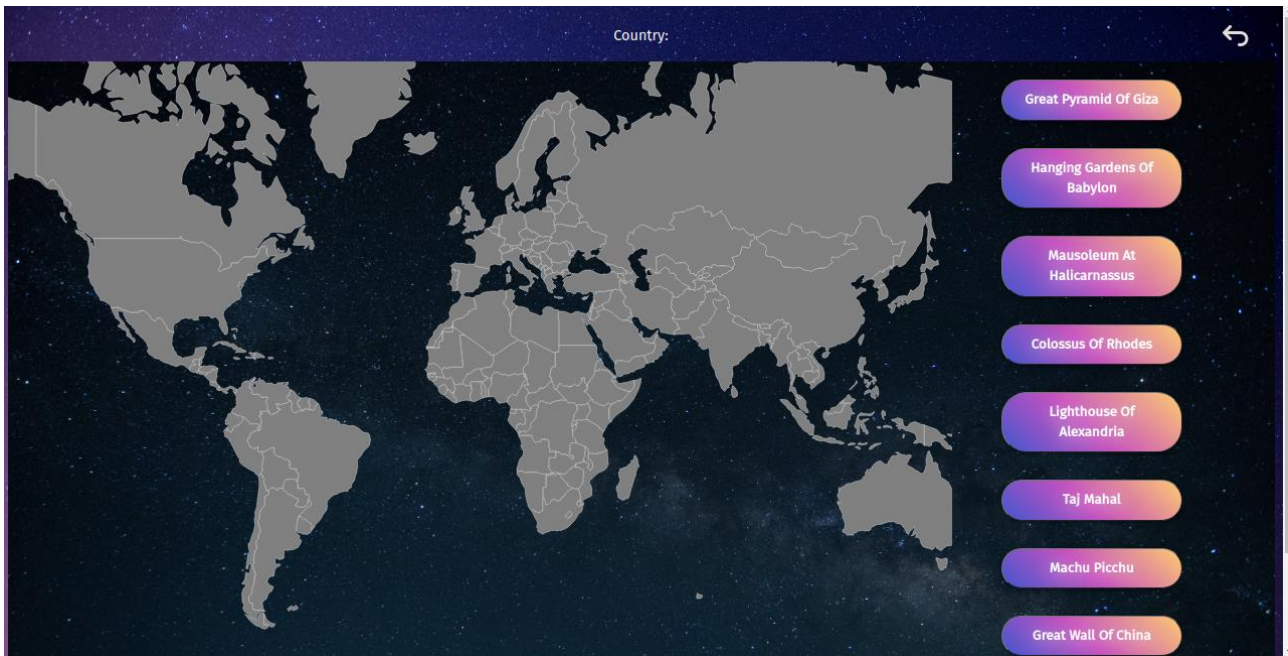 Country:
Great Pyramid Of Giza
Hanging Gardens Of
Babylon
Mausoleum At
Halicarnassus
Colossus Of Rhodes
Lighthouse Of
Alexandria
Taj Mahal
Machu Picchu
Great Wall Of China